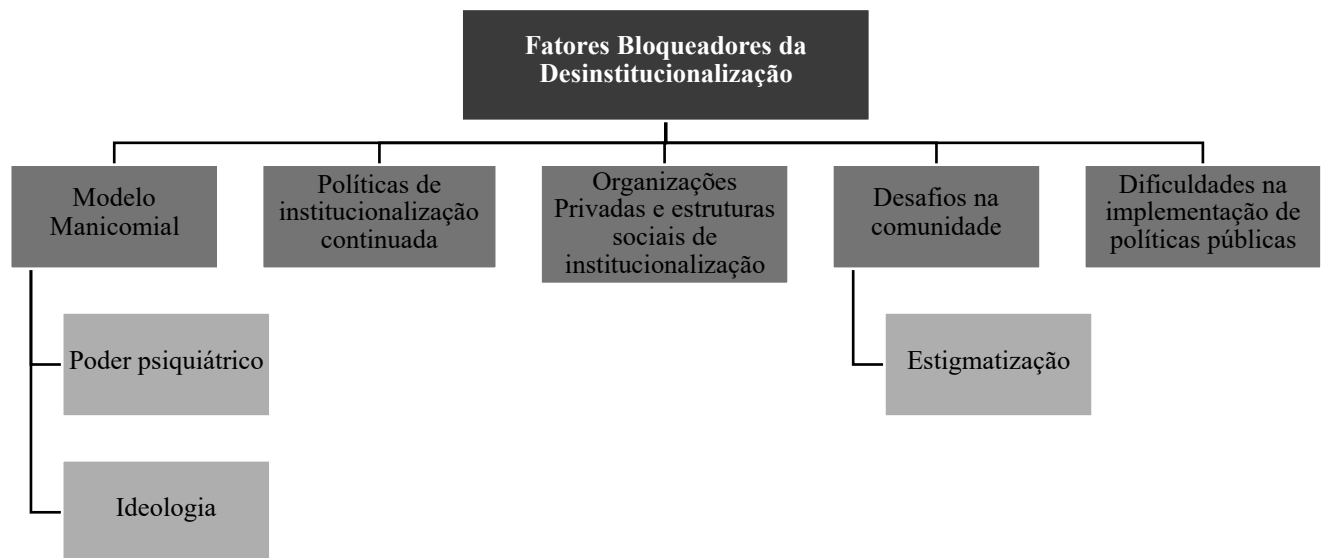 Fatores Bloqueadores da
Desinstitucionalização
Modelo
Manicomial
Políticas de
institucionalização
continuada
Organizações
Privadas e estruturas
sociais de
institucionalização
Desafios na
comunidade
Dificuldades na
implementação de
políticas públicas
Poder psiquiátrico
Estigmatização
Ideologia